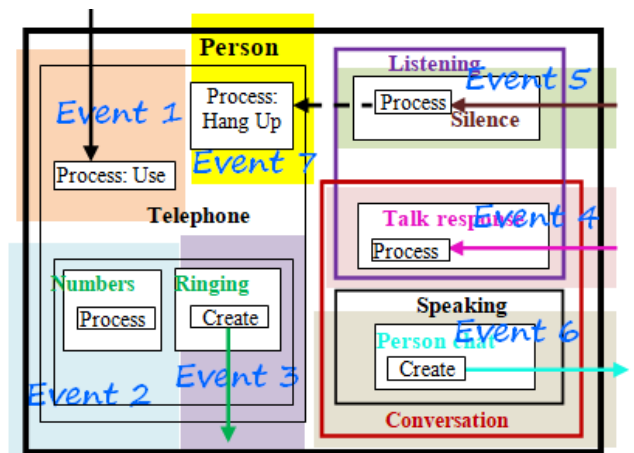 Person
Listening
Event 5
Process:
Hang Up
Process
Silence
Event 1
Event 7
Process: Use
Telephone
Talk response
Event 4
Process
Numbers
Ringing
Process
Create
Speaking
Person chat
Event 6
Create
Event 3
Event 2
Conversation